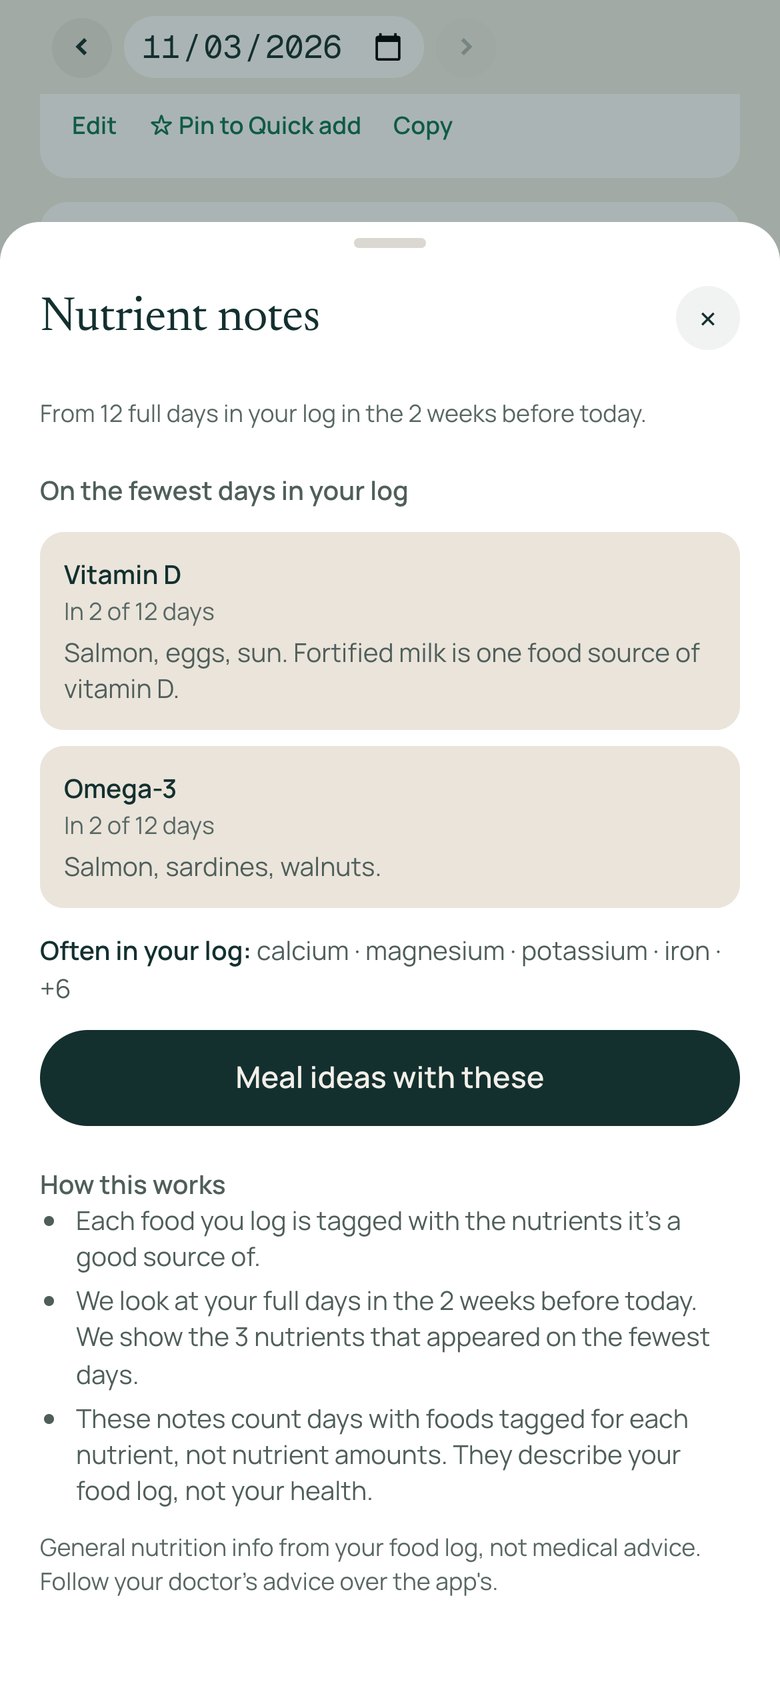 11/03/2026
Edit ☆ Pin to Quick add Copy
Nutrient notes
From 12 full days in your log in the 2 weeks before today.
On the fewest days in your log
Vitamin D
In 2 of 12 days
Salmon, eggs, sun. Fortified milk is one food source of
vitamin D.
Omega-3
In 2 of 12 days
Salmon, sardines, walnuts.
Often in your log: calcium · magnesium · potassium · iron ·
+6
Meal ideas with these
How this works
• Each food you log is tagged with the nutrients it’s a
good source of.
• We look at your full days in the 2 weeks before today.
We show the 3 nutrients that appeared on the fewest
days.
• These notes count days with foods tagged for each
nutrient, not nutrient amounts. They describe your
food log, not your health.
General nutrition info from your food log, not medical advice.
Follow your doctor’s advice over the app's.